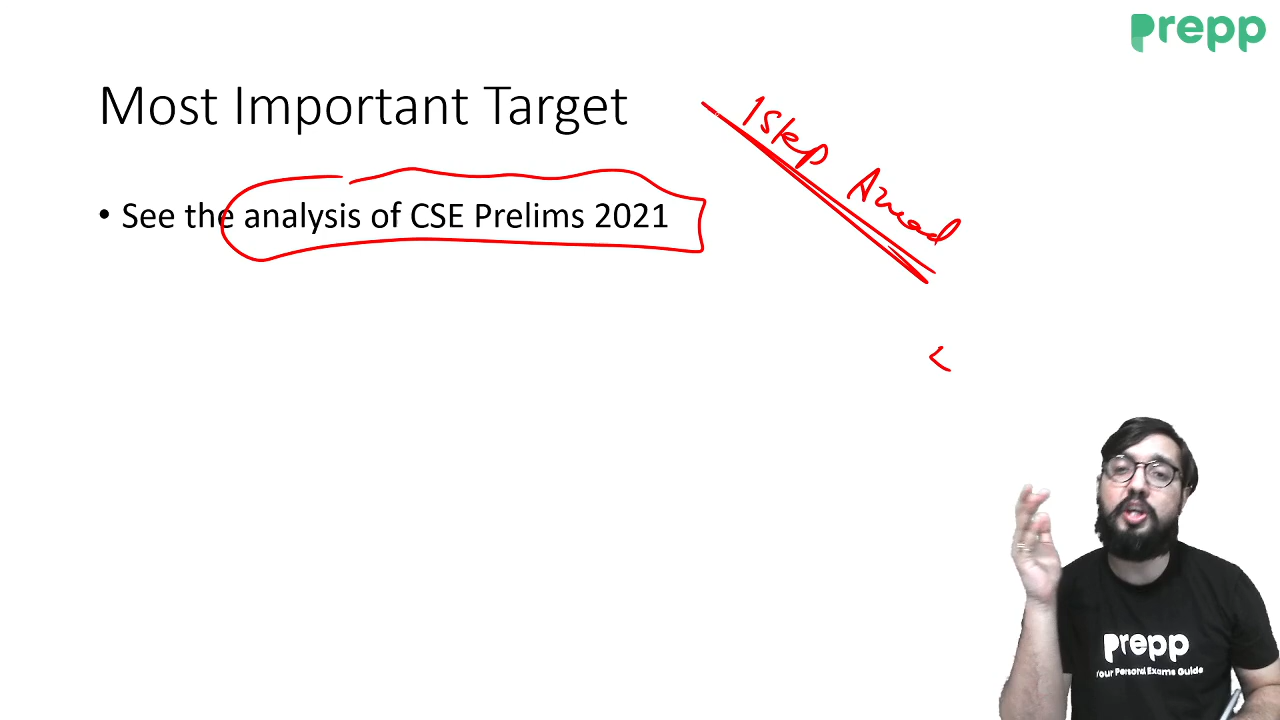 prepp
Most Important Target
1 Step Ahead
• See the analysis of CSE Prelims 2021
prepp
Your Personal Exams Guide